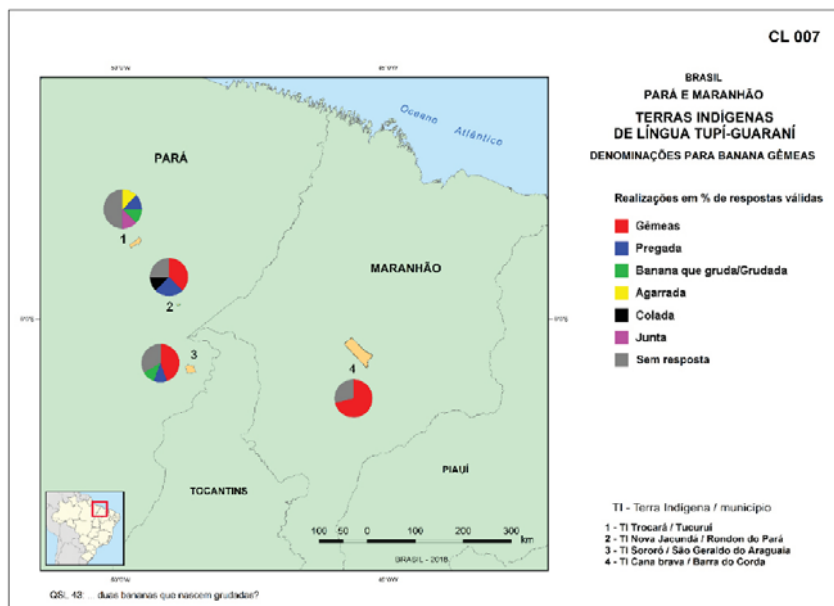 CL 007
BRASIL
PARÁ E MARANHÃO
TERRAS INDÍGENAS
DE LÍNGUA TUPÍ-GUARANÍ
DENOMINAÇÕES PARA BANANA GÊMEAS
Realizações em % de respostas válidas
Gêmeas
Pregada
Banana que gruda/Grudada
Agarrada
Colada
Junta
Sem resposta
Oceano Atlântico
PARÁ
MARANHÃO
TOCANTINS
PIAUÍ
1
2
3
4
100 50 0 100 200 300
km
BRASIL - 2018
TI - Terra Indígena / município
1 - TI Trocará / Tucuruí
2 - TI Nova Jacundá / Rondon do Pará
3 - TI Sororó / São Geraldo do Araguaia
4 - TI Cana brava / Barra do Corda
QSL 43: ... duas bananas que nascem grudadas?